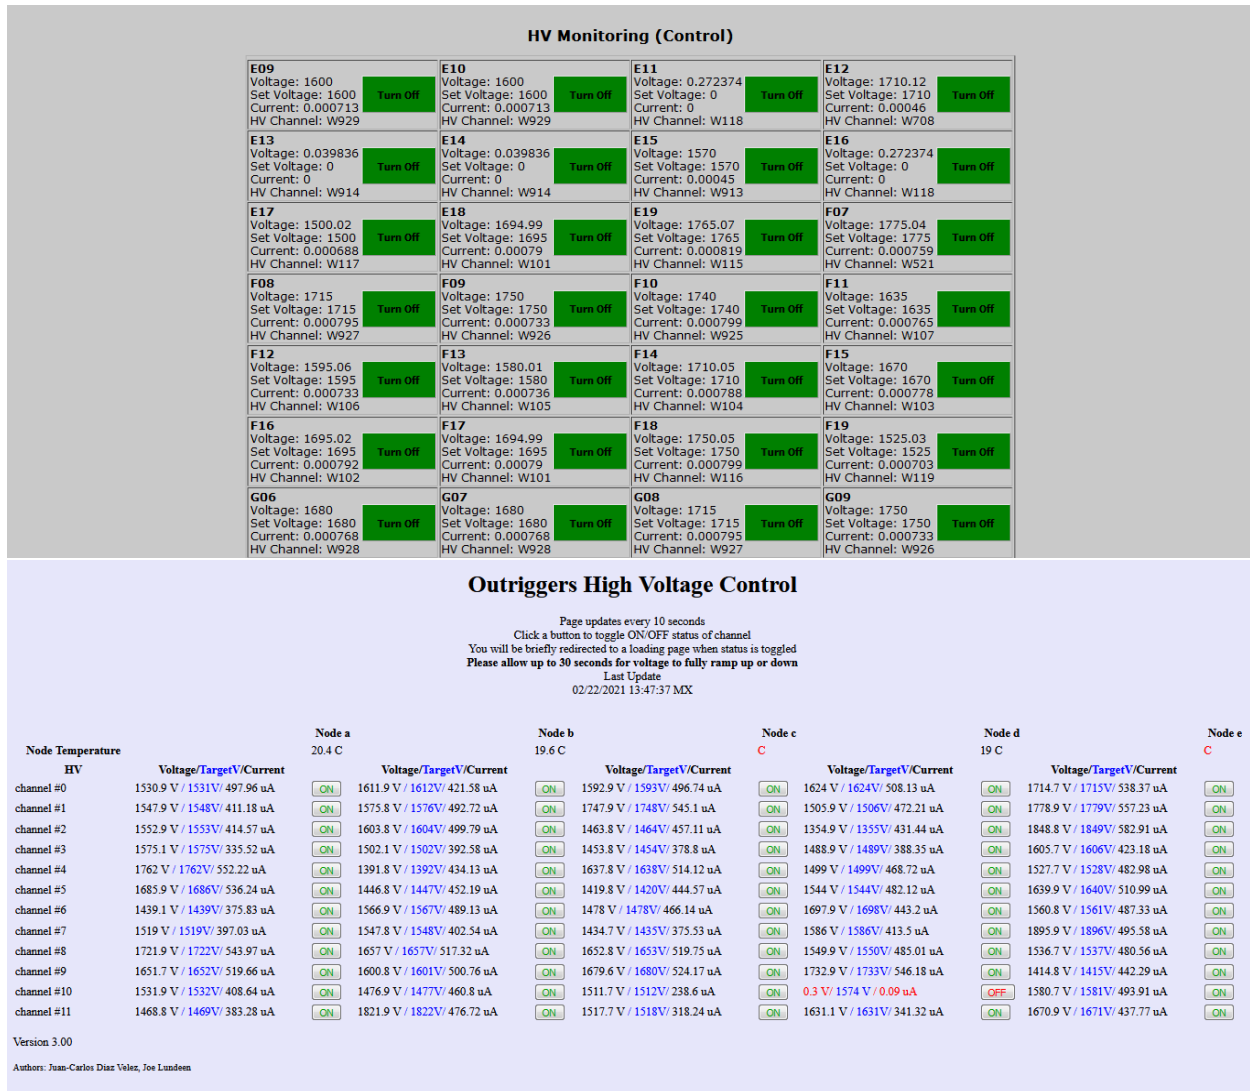 HV Monitoring (Control)
E09 E10 E11 E12
Voltage: 1600 Voltage: 1600 Voltage: 0.272374 Voltage: 1710.12
Set Voltage: 1600 Turn Off Set Voltage: 1600 Turn Off Set Voltage: 0 Turn Off Set Voltage: 1710 Turn Off
Current: 0.000713 Current: 0.000713 Current: 0 Current: 0.00046
HV Channel: W929 HV Channel: W929 HV Channel: W118 HV Channel: W708
E13 E14 E15 E16
Voltage: 0.039836 Voltage: 0.039836 Voltage: 1570 Voltage: 0.272374
Set Voltage: 0 Turn Off Set Voltage: 0 Turn Off Set Voltage: 1570 Turn Off Set Voltage: 0 Turn Off
Current: 0 Current: 0 Current: 0.00045 Current: 0
HV Channel: W914 HV Channel: W914 HV Channel: W913 HV Channel: W118
E17 E18 E19 F07
Voltage: 1500.02 Voltage: 1694.99 Voltage: 1765.07 Voltage: 1775.04
Set Voltage: 1500 Turn Off Set Voltage: 1695 Turn Off Set Voltage: 1765 Turn Off Set Voltage: 1775 Turn Off
Current: 0.000688 Current: 0.00079 Current: 0.000819 Current: 0.000759
HV Channel: W117 HV Channel: W101 HV Channel: W115 HV Channel: W521
F08 F09 F10 F11
Voltage: 1715 Voltage: 1750 Voltage: 1740 Voltage: 1635
Set Voltage: 1715 Turn Off Set Voltage: 1750 Turn Off Set Voltage: 1740 Turn Off Set Voltage: 1635 Turn Off
Current: 0.000795 Current: 0.000733 Current: 0.000799 Current: 0.000765
HV Channel: W927 HV Channel: W926 HV Channel: W925 HV Channel: W107
F12 F13 F14 F15
Voltage: 1595.06 Voltage: 1580.01 Voltage: 1710.05 Voltage: 1670
Set Voltage: 1595 Turn Off Set Voltage: 1580 Turn Off Set Voltage: 1710 Turn Off Set Voltage: 1670 Turn Off
Current: 0.000733 Current: 0.000736 Current: 0.000788 Current: 0.000778
HV Channel: W106 HV Channel: W105 HV Channel: W104 HV Channel: W103
F16 F17 F18 F19
Voltage: 1695.02 Voltage: 1694.99 Voltage: 1750.05 Voltage: 1525.03
Set Voltage: 1695 Turn Off Set Voltage: 1695 Turn Off Set Voltage: 1750 Turn Off Set Voltage: 1525 Turn Off
Current: 0.000792 Current: 0.00079 Current: 0.000799 Current: 0.000703
HV Channel: W102 HV Channel: W101 HV Channel: W116 HV Channel: W119
G06 G07 G08 G09
Voltage: 1680 Voltage: 1680 Voltage: 1715 Voltage: 1750
Set Voltage: 1680 Turn Off Set Voltage: 1680 Turn Off Set Voltage: 1715 Turn Off Set Voltage: 1750 Turn Off
Current: 0.000768 Current: 0.000768 Current: 0.000795 Current: 0.000733
HV Channel: W928 HV Channel: W928 HV Channel: W927 HV Channel: W926
Outriggers High Voltage Control
Page updates every 10 seconds
Click a button to toggle ON/OFF status of channel
You will be briefly redirected to a loading page when status is toggled
Please allow up to 30 seconds for voltage to fully ramp up or down
Last Update
02/22/2021 13:47:37 MX
Node a Node b Node c Node d Node e
Node Temperature 20.4 C 19.6 C C 19 C C
HV Voltage/TargetV/Current Voltage/TargetV/Current Voltage/TargetV/Current Voltage/TargetV/Current Voltage/TargetV/Current
channel #0 1530.9 V / 1531V/ 497.96 uA ON 1611.9 V / 1612V/ 421.58 uA ON 1592.9 V / 1593V/ 496.74 uA ON 1624 V / 1624V/ 508.13 uA ON 1714.7 V / 1715V/ 538.37 uA ON
channel #1 1547.9 V / 1548V/ 411.18 uA ON 1575.8 V / 1576V/ 492.72 uA ON 1747.9 V / 1748V/ 545.1 uA ON 1505.9 V / 1506V/ 472.21 uA ON 1778.9 V / 1779V/ 557.23 uA ON
channel #2 1552.9 V / 1553V/ 414.57 uA ON 1603.8 V / 1604V/ 499.79 uA ON 1463.8 V / 1464V/ 457.11 uA ON 1354.9 V / 1355V/ 431.44 uA ON 1848.8 V / 1849V/ 582.91 uA ON
channel #3 1575.1 V / 1575V/ 335.52 uA ON 1502.1 V / 1502V/ 392.58 uA ON 1453.8 V / 1454V/ 378.8 uA ON 1488.9 V / 1489V/ 388.35 uA ON 1605.7 V / 1606V/ 423.18 uA ON
channel #4 1762 V / 1762V/ 552.22 uA ON 1391.8 V / 1392V/ 434.13 uA ON 1637.8 V / 1638V/ 514.12 uA ON 1499 V / 1499V/ 468.72 uA ON 1527.7 V / 1528V/ 482.98 uA ON
channel #5 1685.9 V / 1686V/ 536.24 uA ON 1446.8 V / 1447V/ 452.19 uA ON 1419.8 V / 1420V/ 444.57 uA ON 1544 V / 1544V/ 482.12 uA ON 1639.9 V / 1640V/ 510.99 uA ON
channel #6 1439.1 V / 1439V/ 375.83 uA ON 1566.9 V / 1567V/ 489.13 uA ON 1478 V / 1478V/ 466.14 uA ON 1697.9 V / 1698V/ 443.2 uA ON 1560.8 V / 1561V/ 487.33 uA ON
channel #7 1519 V / 1519V/ 397.03 uA ON 1547.8 V / 1548V/ 402.54 uA ON 1434.7 V / 1435V/ 375.53 uA ON 1586 V / 1586V/ 413.5 uA ON 1895.9 V / 1896V/ 495.58 uA ON
channel #8 1721.9 V / 1722V/ 543.97 uA ON 1657 V / 1657V/ 517.32 uA ON 1652.8 V / 1653V/ 519.75 uA ON 1549.9 V / 1550V/ 485.01 uA ON 1536.7 V / 1537V/ 480.56 uA ON
channel #9 1651.7 V / 1652V/ 519.66 uA ON 1600.8 V / 1601V/ 500.76 uA ON 1679.6 V / 1680V/ 524.17 uA ON 1732.9 V / 1733V/ 546.18 uA ON 1414.8 V / 1415V/ 442.29 uA ON
channel #10 1531.9 V / 1532V/ 408.64 uA ON 1476.9 V / 1477V/ 460.8 uA ON 1511.7 V / 1512V/ 238.6 uA ON 0.3 V/ 1574 V / 0.09 uA OFF 1580.7 V / 1581V/ 493.91 uA ON
channel #11 1468.8 V / 1469V/ 383.28 uA ON 1821.9 V / 1822V/ 476.72 uA ON 1517.7 V / 1518V/ 318.24 uA ON 1631.1 V / 1631V/ 341.32 uA ON 1670.9 V / 1671V/ 437.77 uA ON
Version 3.00
Authors: Juan-Carlos Diaz Velez, Joe Lundeen